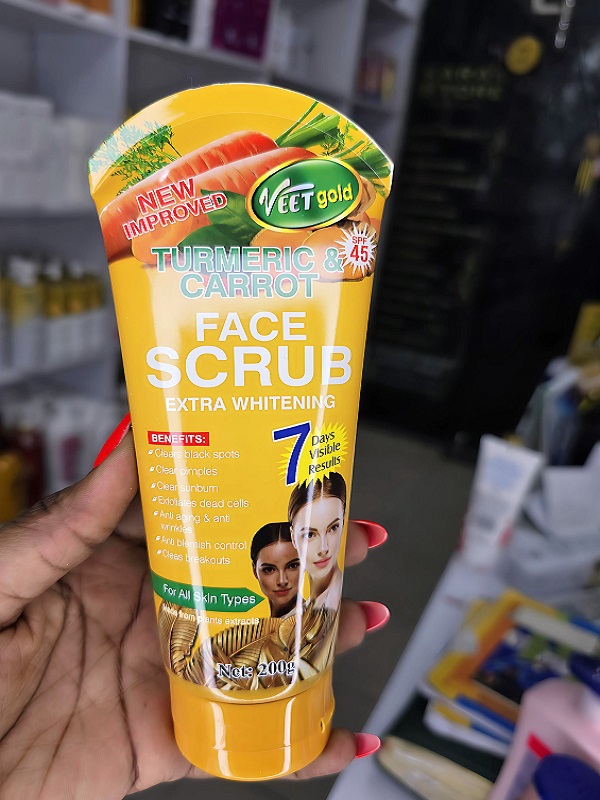 NEW
IMPROVED
VEET gold
SPF
45
TURMERIC &
CARROT
FACE
SCRUB
EXTRA WHITENING
BENEFITS:
Clears black spots
Clear pimples
Clear sunburn
Exfoliates dead cells
Anti aging & anti
wrinkles
Anti blemish control
Cleas breakouts
7 Days
Visible
Results
For All Skin Types
Made from plants extracts
Net: 200g